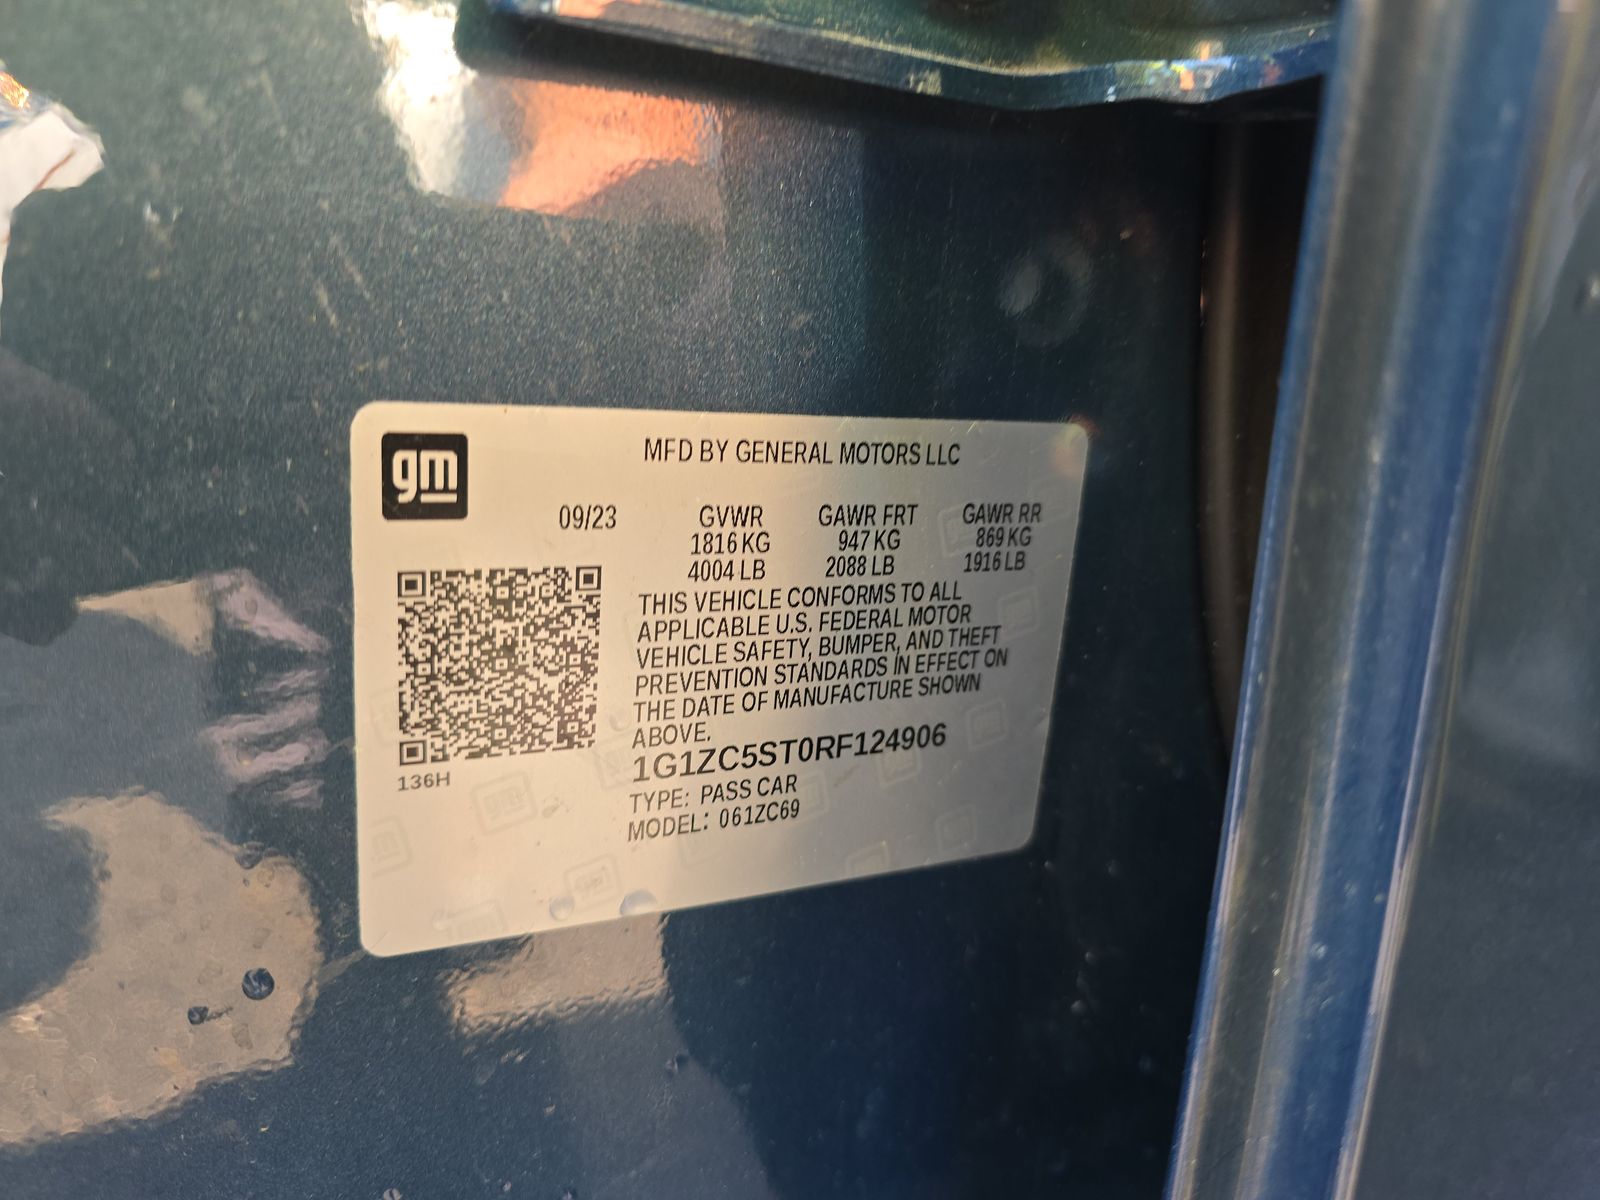 gm
MFD BY GENERAL MOTORS LLC
09/23 GVWR GAWR FRT GAWR RR
1816 KG 947 KG 869 KG
4004 LB 2088 LB 1916 LB
THIS VEHICLE CONFORMS TO ALL
APPLICABLE U.S. FEDERAL MOTOR
VEHICLE SAFETY, BUMPER, AND THEFT
PREVENTION STANDARDS IN EFFECT ON
THE DATE OF MANUFACTURE SHOWN
ABOVE.
1G1ZC5ST0RF124906
136H
TYPE: PASS CAR
MODEL: 061ZC69